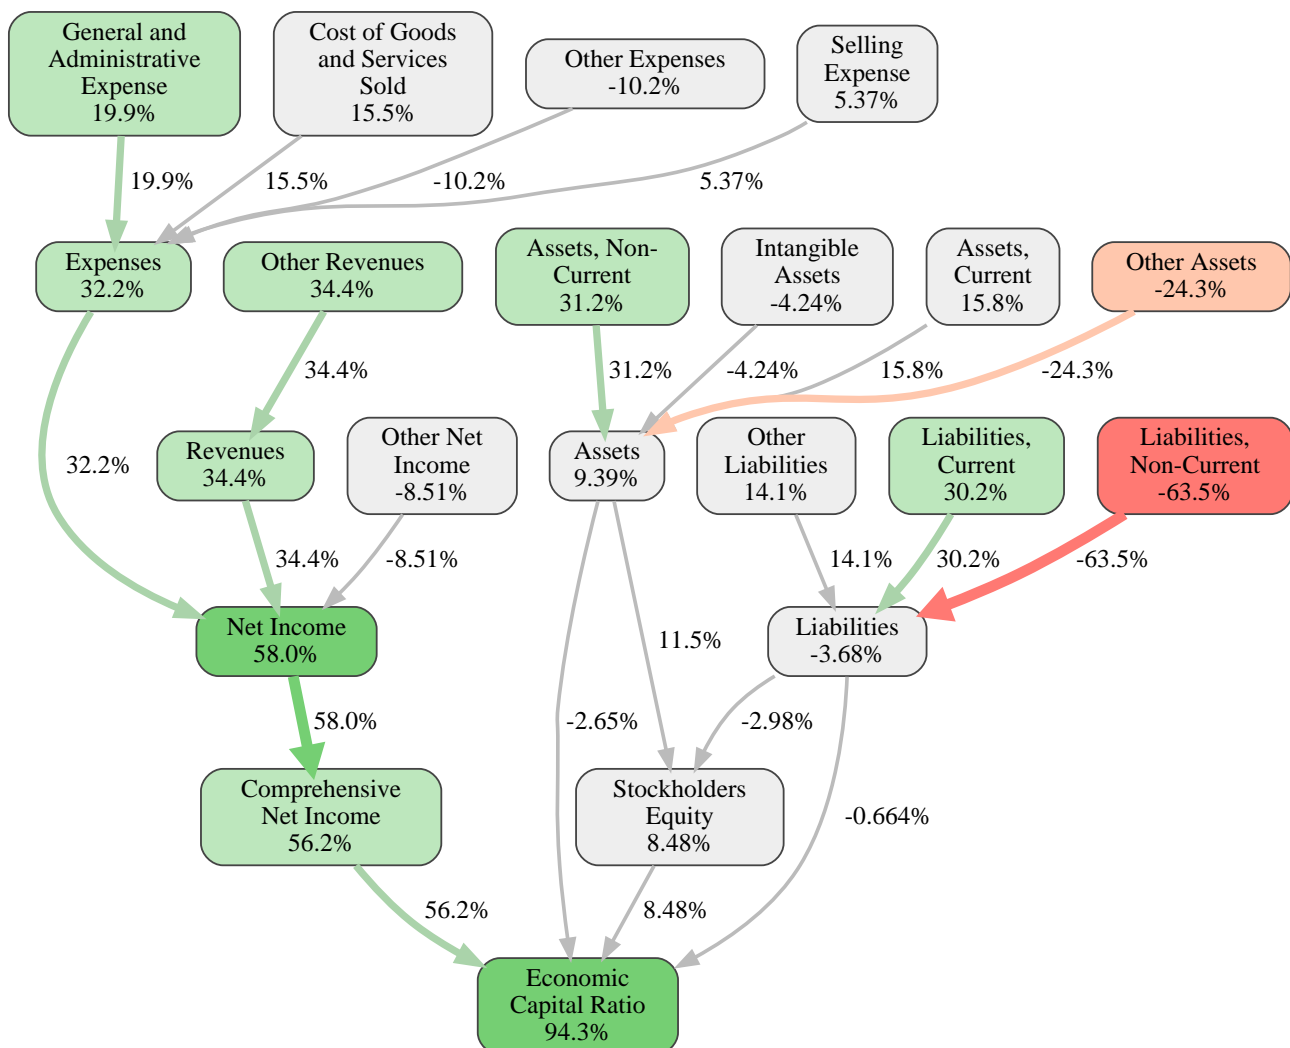 General and
Administrative
Expense
19.9%
Cost of Goods
and Services
Sold
15.5%
Other Expenses
-10.2%
Selling
Expense
5.37%
19.9%
15.5%
-10.2%
5.37%
Expenses
32.2%
Other Revenues
34.4%
Assets, Non-
Current
31.2%
Intangible
Assets
-4.24%
Assets,
Current
15.8%
Other Assets
-24.3%
34.4%
31.2%
-4.24%
15.8%
-24.3%
32.2%
Revenues
34.4%
Other Net
Income
-8.51%
Assets
9.39%
Other
Liabilities
14.1%
Liabilities,
Current
30.2%
Liabilities,
Non-Current
-63.5%
34.4%
-8.51%
14.1%
30.2%
-63.5%
Net Income
58.0%
11.5%
Liabilities
-3.68%
58.0%
-2.65%
-2.98%
Comprehensive
Net Income
56.2%
Stockholders
Equity
8.48%
-0.664%
56.2%
8.48%
Economic
Capital Ratio
94.3%